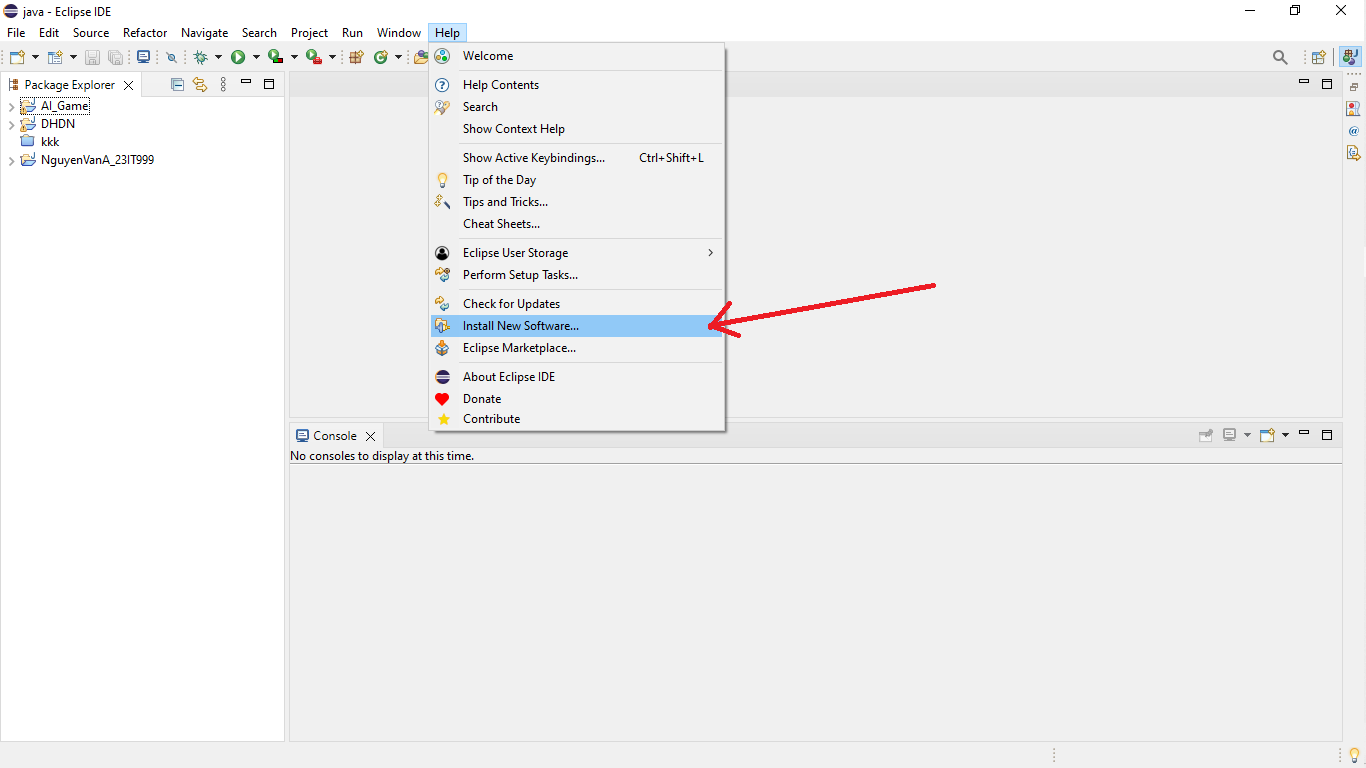 java - Eclipse IDE
File Edit Source Refactor Navigate Search Project Run Window Help
Package Explorer
AI_Game
DHDN
kkk
NguyenVanA_23IT999
Welcome
Help Contents
Search
Show Context Help
Show Active Keybindings... Ctrl+Shift+L
Tip of the Day
Tips and Tricks...
Cheat Sheets...
Eclipse User Storage
Perform Setup Tasks...
Check for Updates
Install New Software...
Eclipse Marketplace...
About Eclipse IDE
Donate
Contribute
Console
No consoles to display at this time.